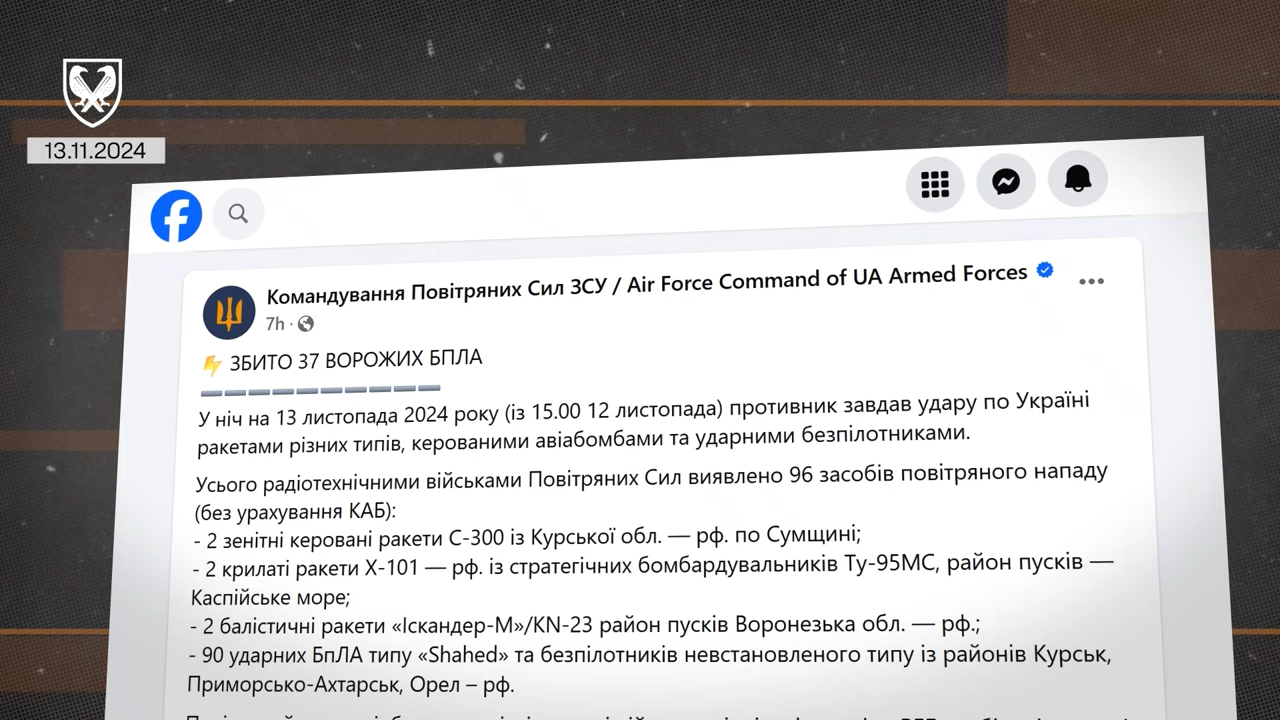 13.11.2024
Командування Повітряних Сил ЗСУ / Air Force Command of UA Armed Forces
7h ·
ЗБИТО 37 ВОРОЖИХ БПЛА
У ніч на 13 листопада 2024 року (із 15.00 12 листопада) противник завдав удару по Україні
ракетами різних типів, керованими авіабомбами та ударними безпілотниками.
Усього радіотехнічними військами Повітряних Сил виявлено 96 засобів повітряного нападу
(без урахування КАБ):
- 2 зенітні керовані ракети С-300 із Курської обл. — рф. по Сумщині;
- 2 крилаті ракети Х-101 — рф. із стратегічних бомбардувальників Ту-95МС, район пусків —
Каспійське море;
- 2 балістичні ракети «Іскандер-М»/KN-23 район пусків Воронезька обл. — рф.;
- 90 ударних БпЛА типу «Shahed» та безпілотників невстановленого типу із районів Курськ,
Приморсько-Ахтарськ, Орел – рф.